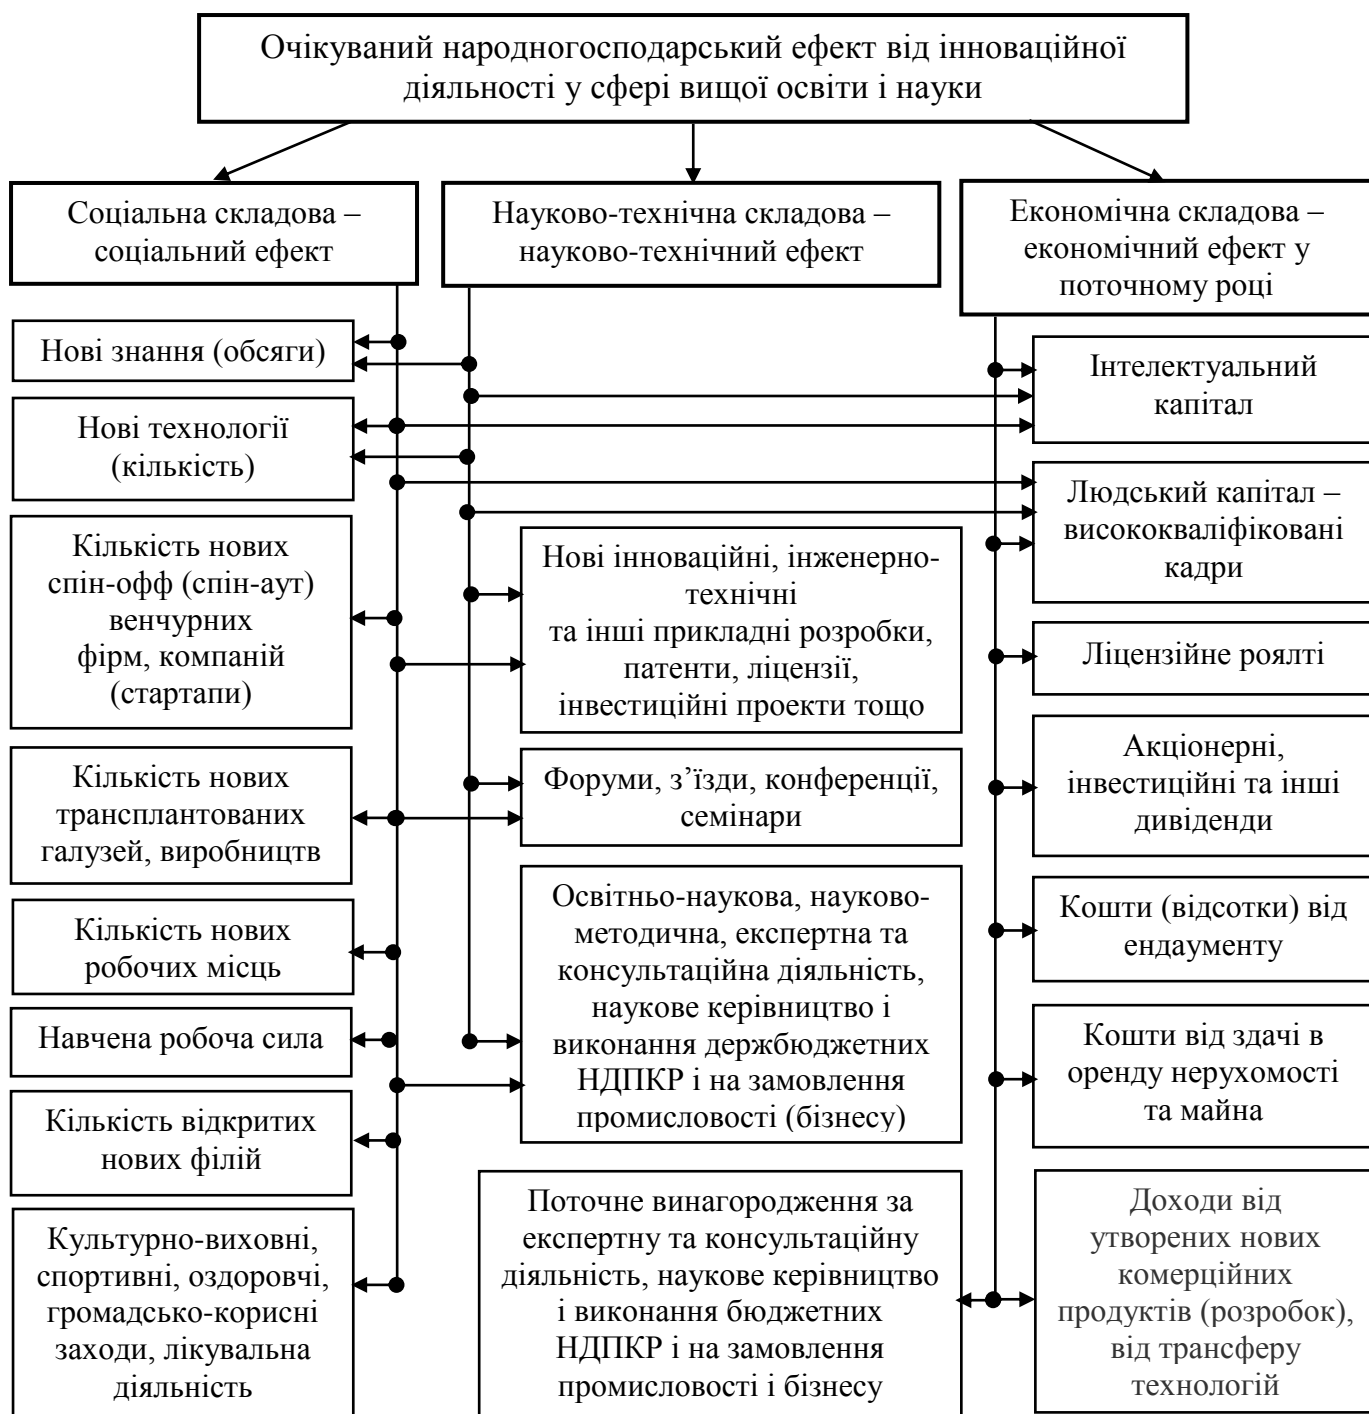 Очікуваний народногосподарський ефект від інноваційної
діяльності у сфері вищої освіти і науки
Соціальна складова –
соціальний ефект
Науково-технічна складова –
науково-технічний ефект
Економічна складова –
економічний ефект у
поточному році
Нові знання (обсяги)
Нові технології
(кількість)
Кількість нових
спін-офф (спін-аут)
венчурних
фірм, компаній
(стартапи)
Кількість нових
трансплантованих
галузей, виробництв
Кількість нових
робочих місць
Навчена робоча сила
Кількість відкритих
нових філій
Культурно-виховні,
спортивні, оздоровчі,
громадсько-корисні
заходи, лікувальна
діяльність
Нові інноваційні, інженерно-
технічні
та інші прикладні розробки,
патенти, ліцензії,
інвестиційні проекти тощо
Форуми, з’їзди, конференції,
семінари
Освітньо-наукова, науково-
методична, експертна та
консультаційна діяльність,
наукове керівництво і
виконання держбюджетних
НДПКР і на замовлення
промисловості (бізнесу)
Поточне винагородження за
експертну та консультаційну
діяльність, наукове керівництво
і виконання бюджетних
НДПКР і на замовлення
промисловості і бізнесу
Інтелектуальний
капітал
Людський капітал –
висококваліфіковані
кадри
Ліцензійне роялті
Акціонерні,
інвестиційні та інші
дивіденди
Кошти (відсотки) від
ендаументу
Кошти від здачі в
оренду нерухомості
та майна
Доходи від
утворених нових
комерційних
продуктів (розробок),
від трансферу
технологій